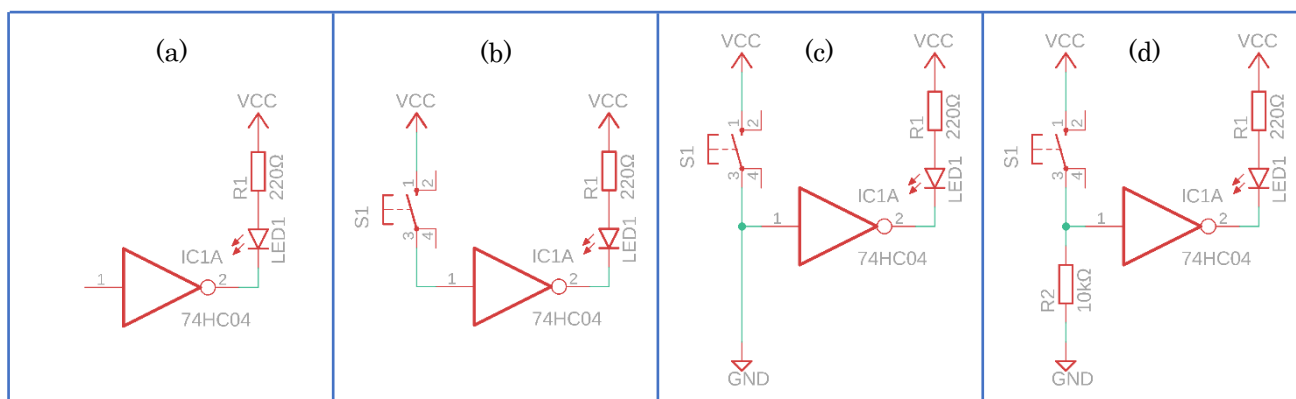 (a)
VCC
R1
220Ω
LED1
IC1A
1
2
74HC04
(b)
VCC
1 2
S1
3 4
VCC
R1
220Ω
LED1
IC1A
1
2
74HC04
(c)
VCC
1 2
S1
3 4
VCC
R1
220Ω
LED1
IC1A
1
2
74HC04
GND
(d)
VCC
1 2
S1
3 4
VCC
R1
220Ω
LED1
IC1A
1
2
74HC04
R2
10kΩ
GND